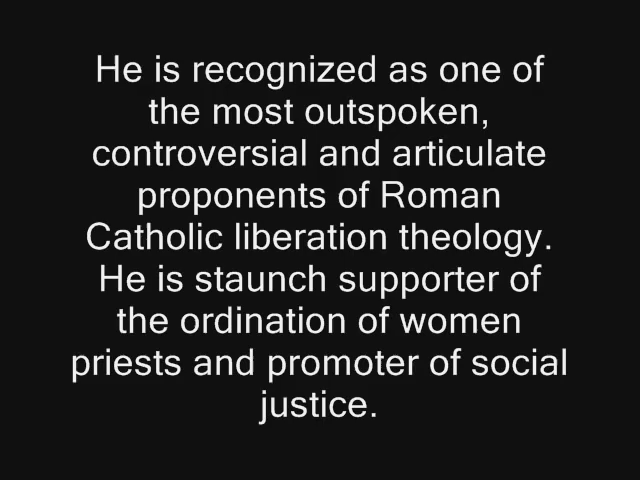 He is recognized as one of
the most outspoken,
controversial and articulate
proponents of Roman
Catholic liberation theology.
He is staunch supporter of
the ordination of women
priests and promoter of social
justice.